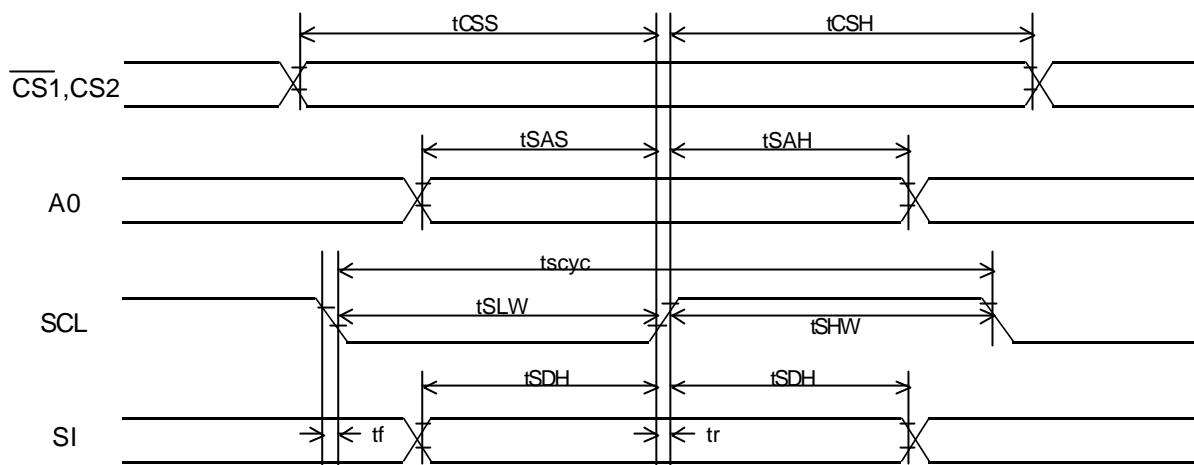 tCSS tCSH
CS1,CS2
tSAS tSAH
A0
tscyc
tSLW
SCL
tSHW
tSDH tSDH
SI tf tr